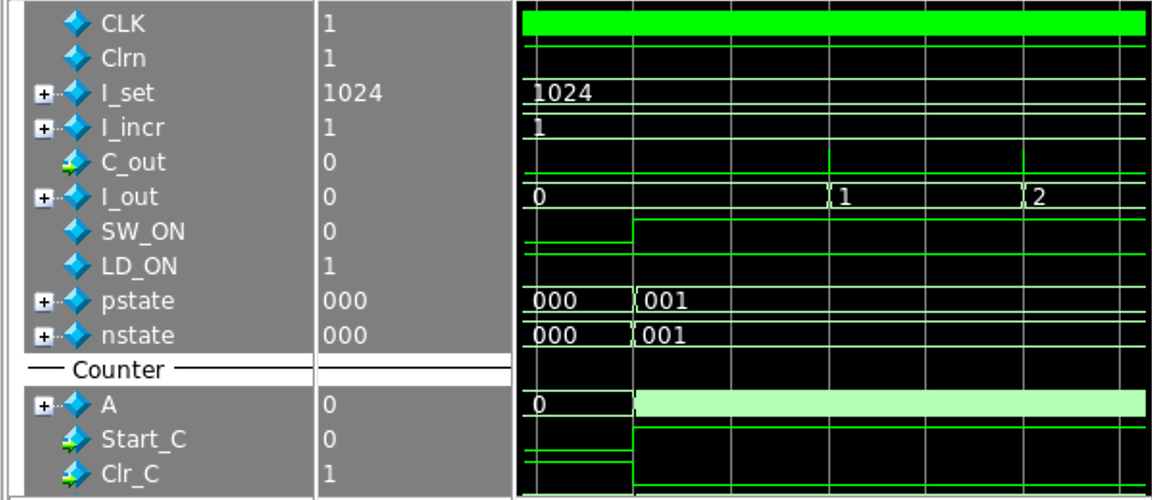 CLK 1
Clrn 1
I_set 1024 1024
I_incr 1 1
C_out 0
I_out 0 0 1 2
SW_ON 0
LD_ON 1
pstate 000 000 001
nstate 000 000 001
Counter
A 0 0
Start_C 0
Clr_C 1